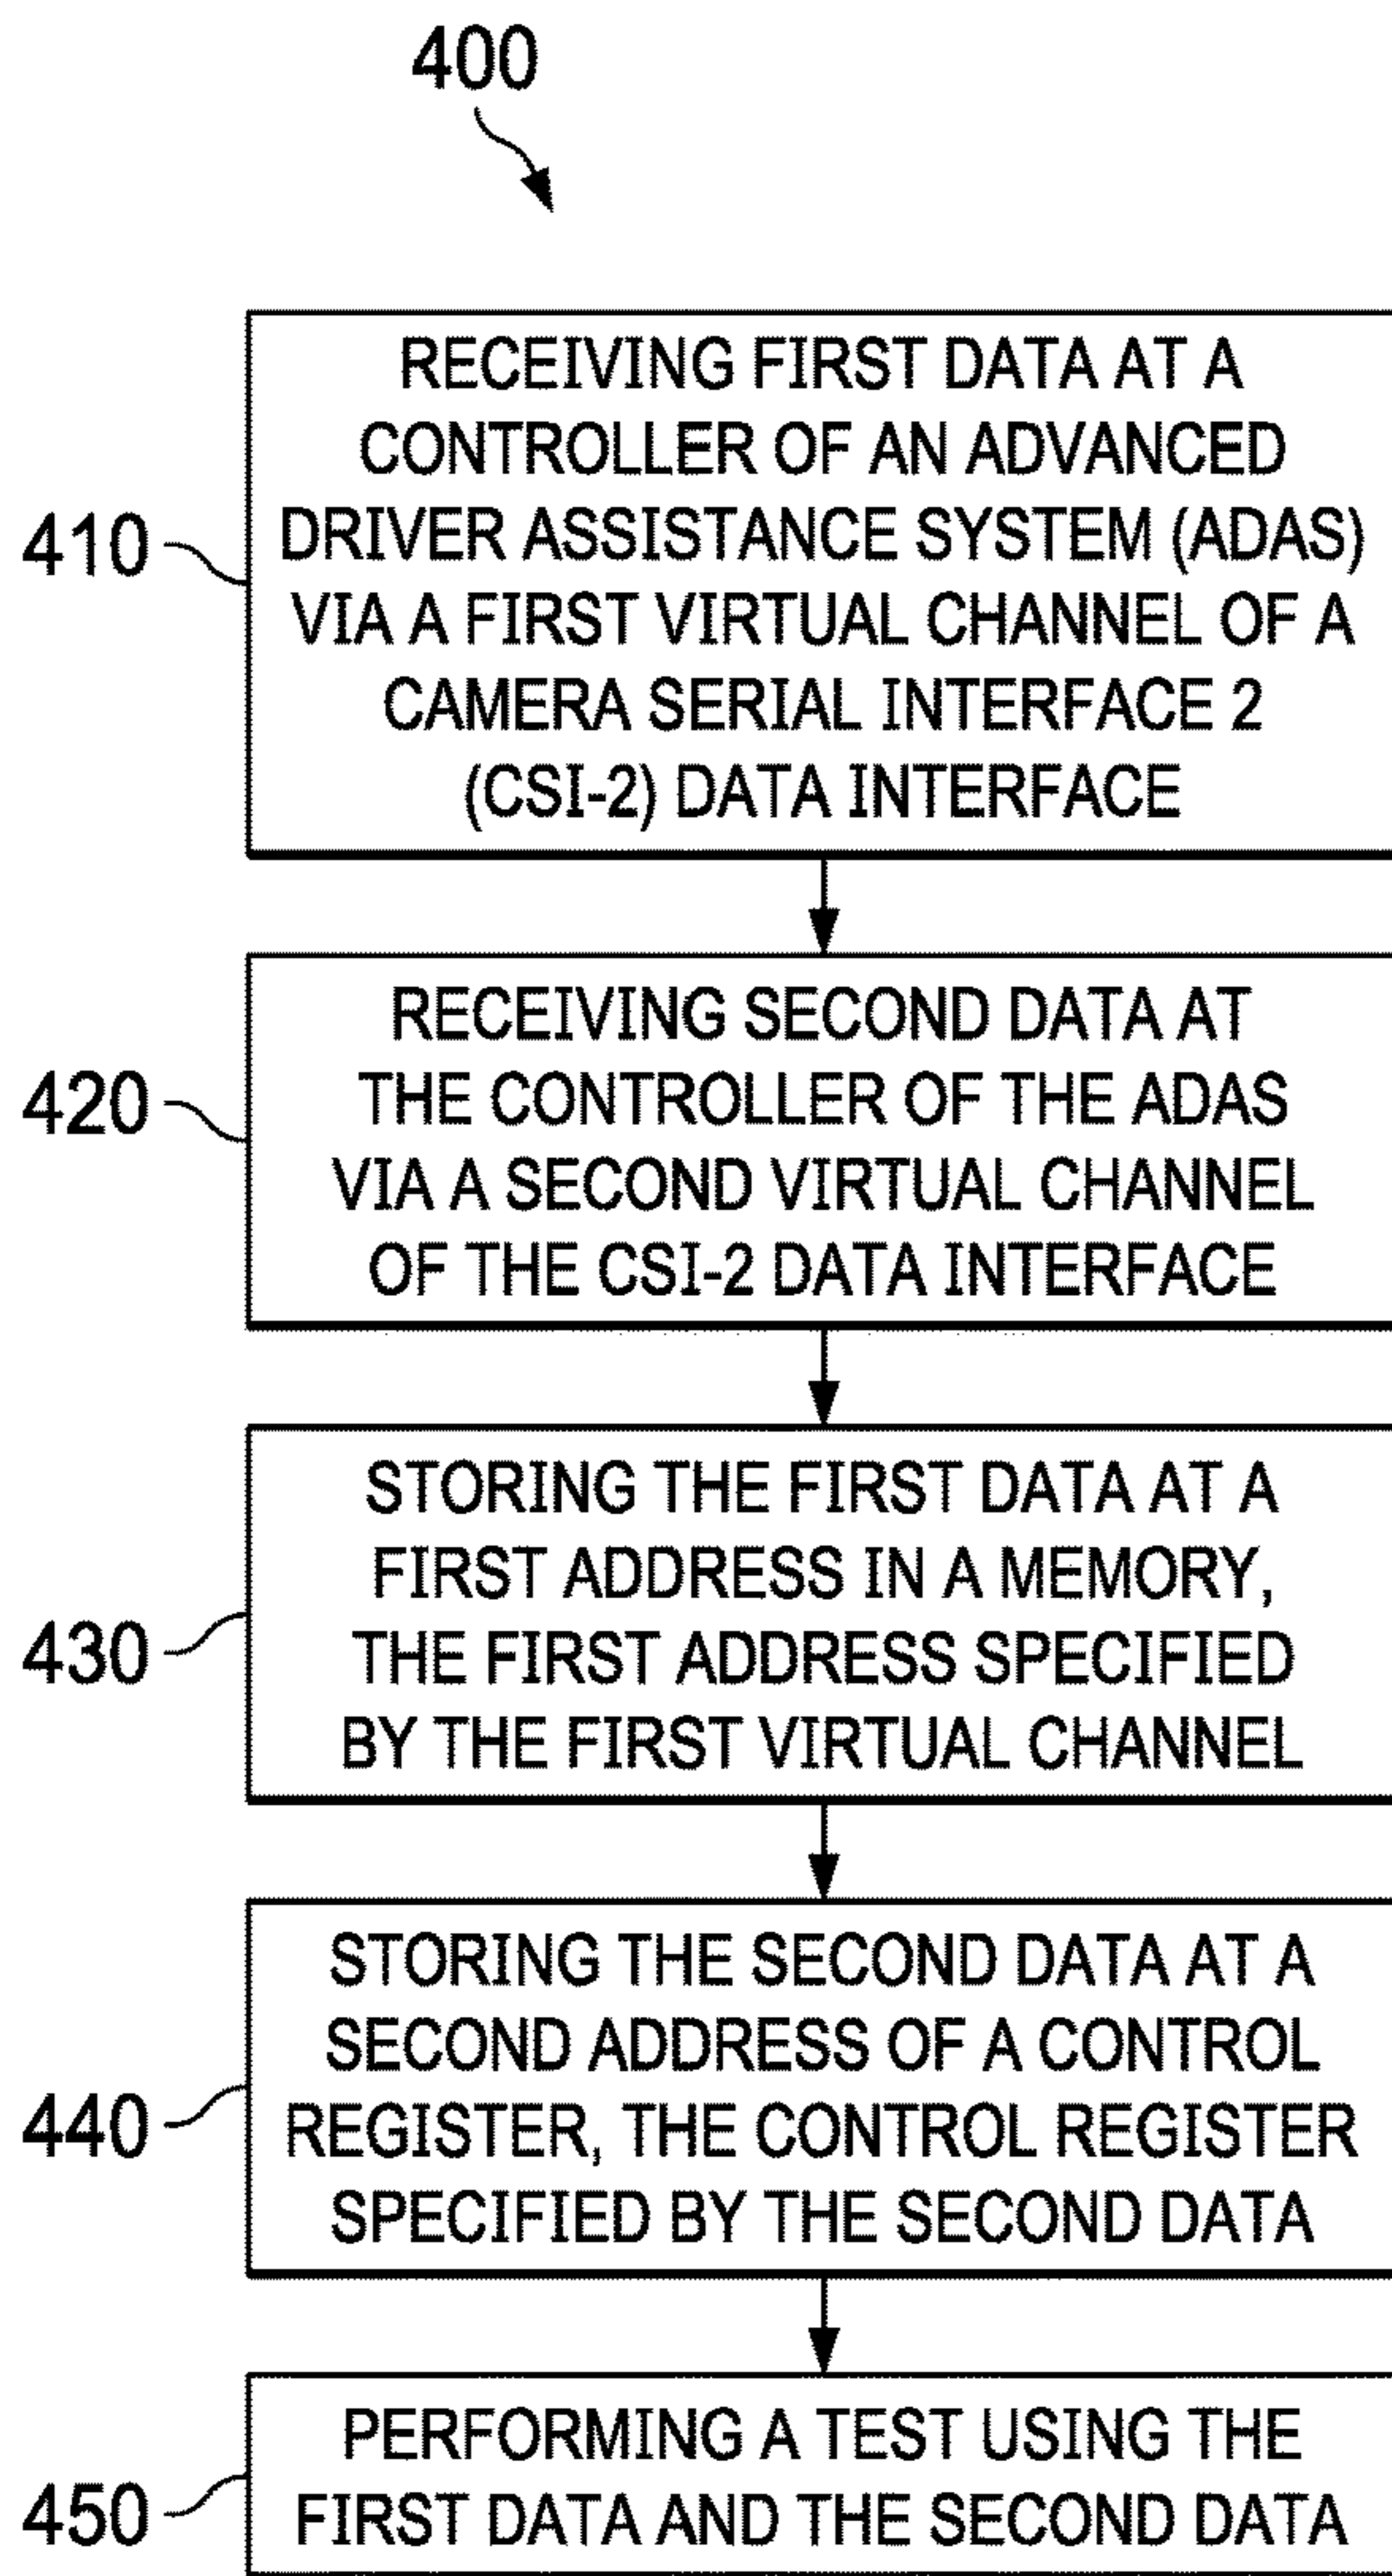 400
RECEIVING FIRST DATA AT A
CONTROLLER OF AN ADVANCED
DRIVER ASSISTANCE SYSTEM (ADAS)
VIA A FIRST VIRTUAL CHANNEL OF A
CAMERA SERIAL INTERFACE 2
(CSI-2) DATA INTERFACE
410
RECEIVING SECOND DATA AT
THE CONTROLLER OF THE ADAS
VIA A SECOND VIRTUAL CHANNEL
OF THE CSI-2 DATA INTERFACE
420
STORING THE FIRST DATA AT A
FIRST ADDRESS IN A MEMORY,
THE FIRST ADDRESS SPECIFIED
BY THE FIRST VIRTUAL CHANNEL
430
STORING THE SECOND DATA AT A
SECOND ADDRESS OF A CONTROL
REGISTER, THE CONTROL REGISTER
SPECIFIED BY THE SECOND DATA
440
PERFORMING A TEST USING THE
FIRST DATA AND THE SECOND DATA
450